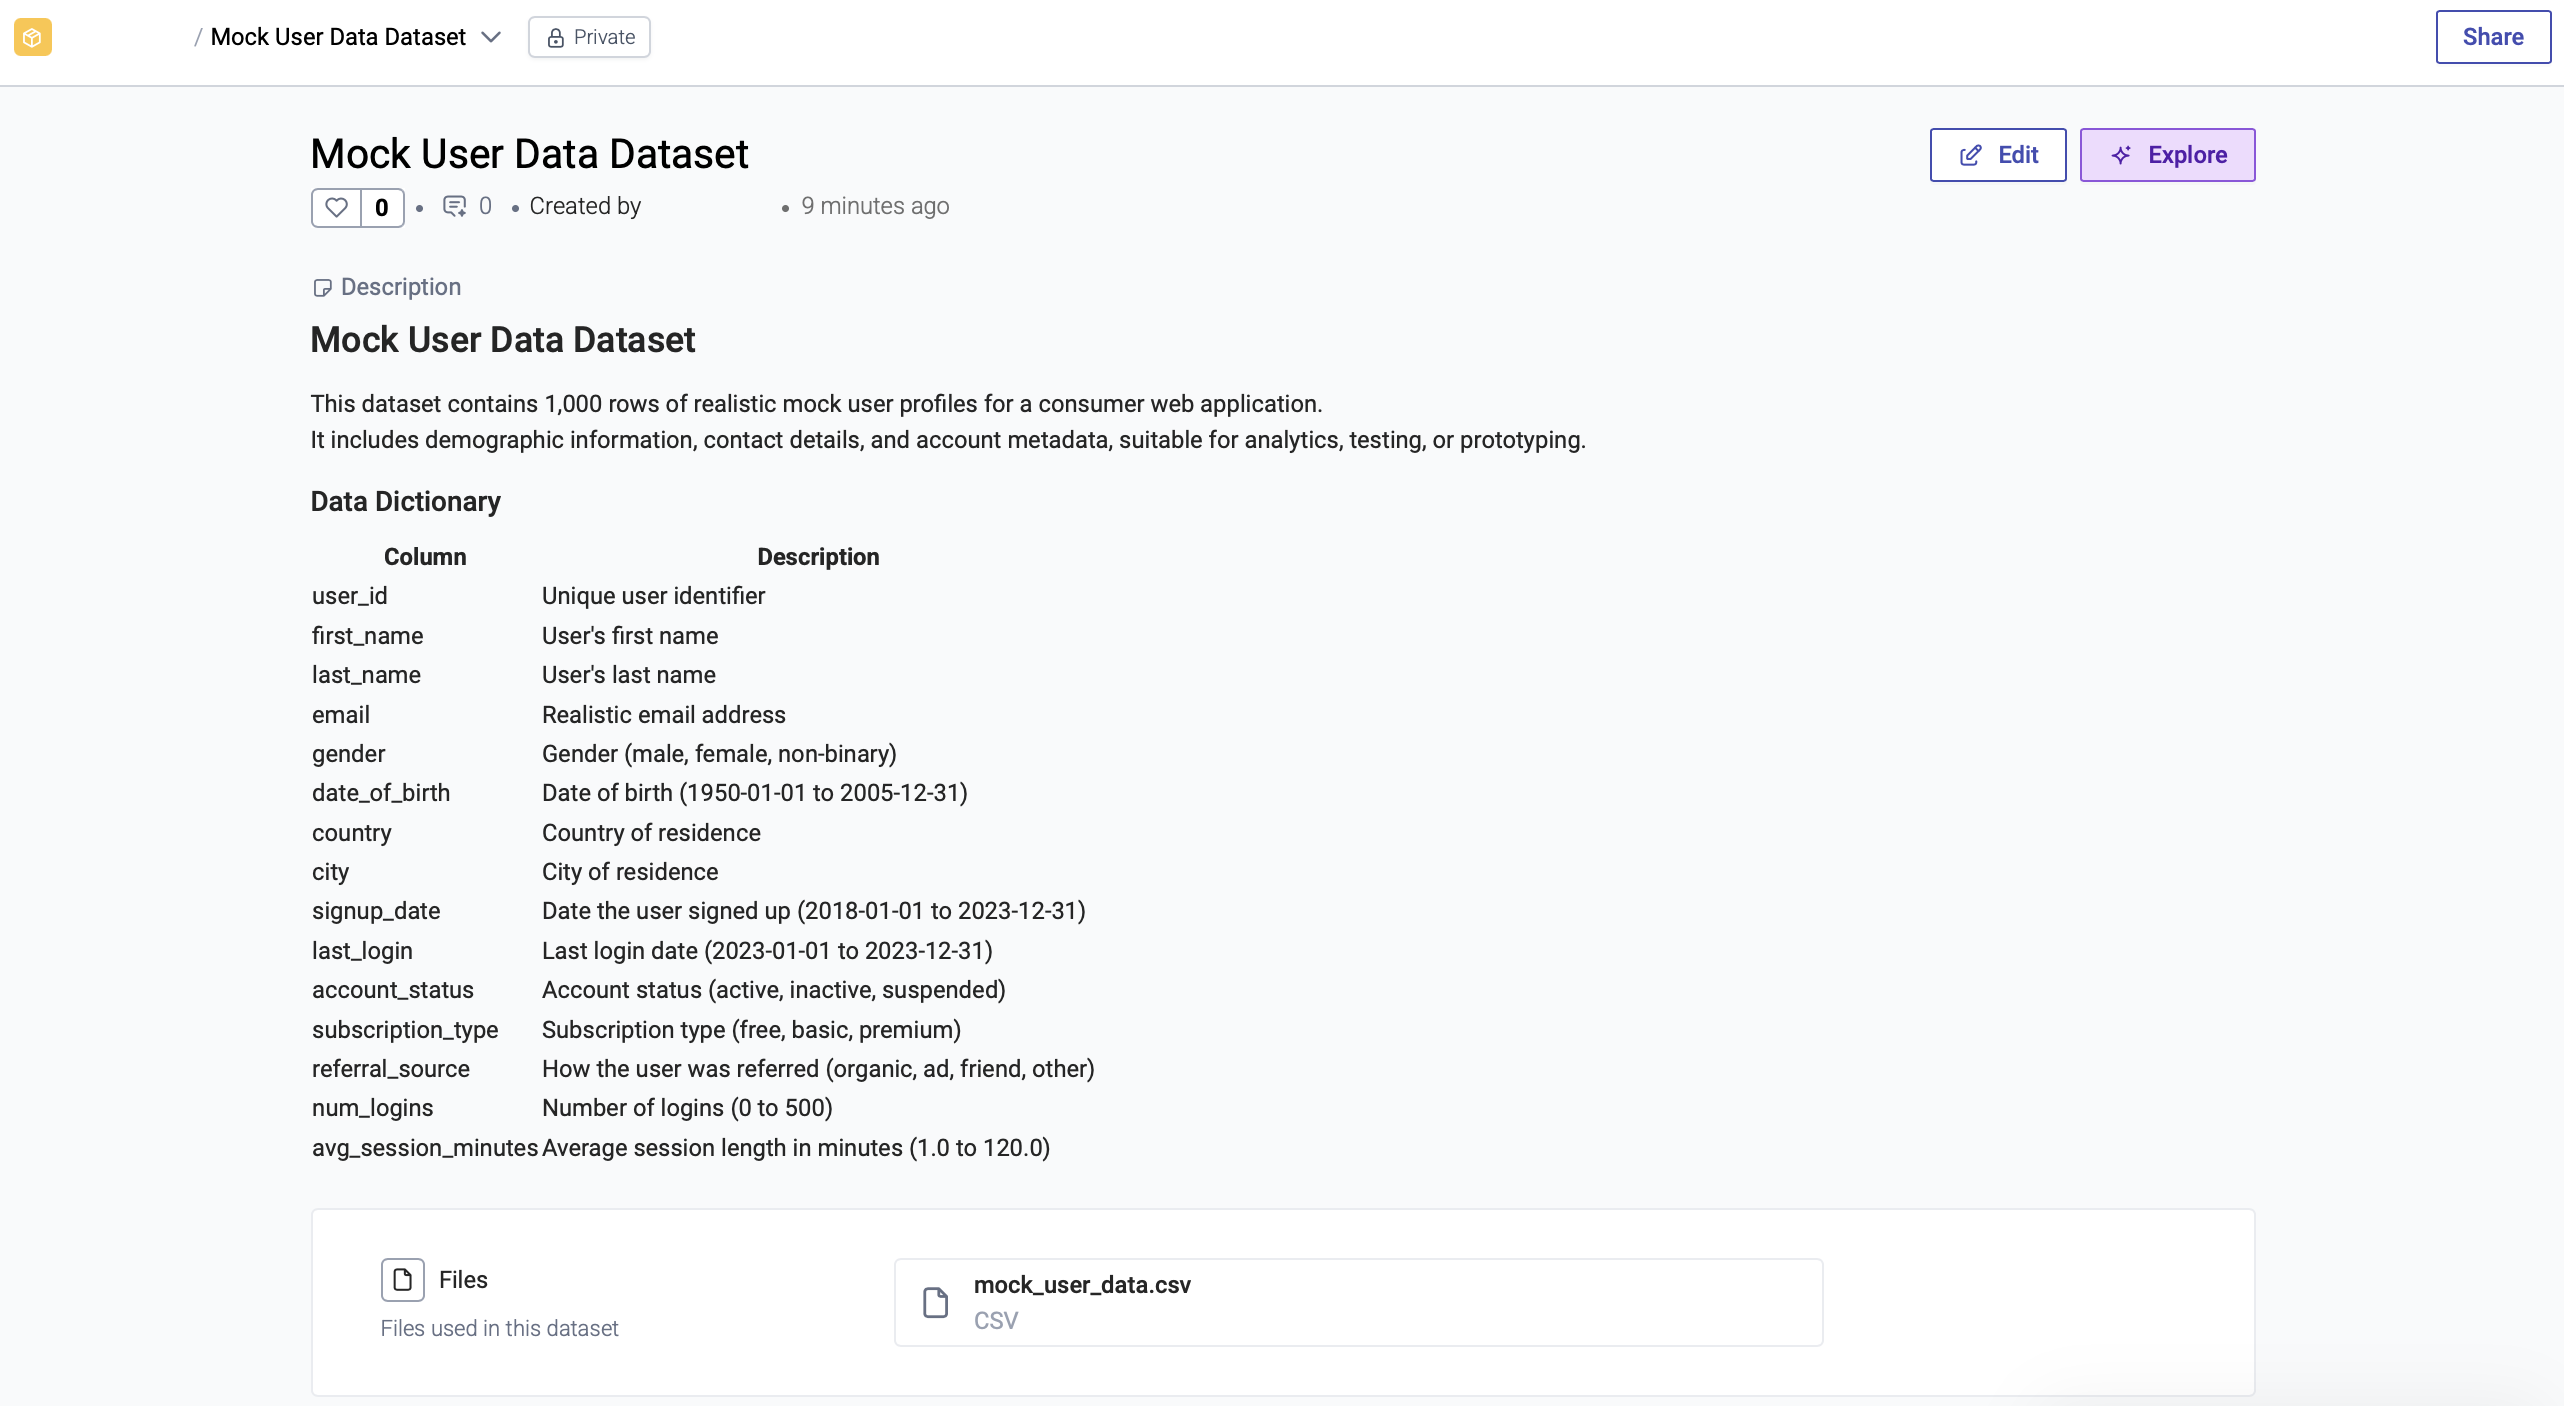 / Mock User Data Dataset Private Share
Mock User Data Dataset
Edit Explore
0 • 0 • Created by • 9 minutes ago
Description
Mock User Data Dataset
This dataset contains 1,000 rows of realistic mock user profiles for a consumer web application.
It includes demographic information, contact details, and account metadata, suitable for analytics, testing, or prototyping.
Data Dictionary
Column Description
user_id Unique user identifier
first_name User's first name
last_name User's last name
email Realistic email address
gender Gender (male, female, non-binary)
date_of_birth Date of birth (1950-01-01 to 2005-12-31)
country Country of residence
city City of residence
signup_date Date the user signed up (2018-01-01 to 2023-12-31)
last_login Last login date (2023-01-01 to 2023-12-31)
account_status Account status (active, inactive, suspended)
subscription_type Subscription type (free, basic, premium)
referral_source How the user was referred (organic, ad, friend, other)
num_logins Number of logins (0 to 500)
avg_session_minutes Average session length in minutes (1.0 to 120.0)
Files
Files used in this dataset
mock_user_data.csv
CSV